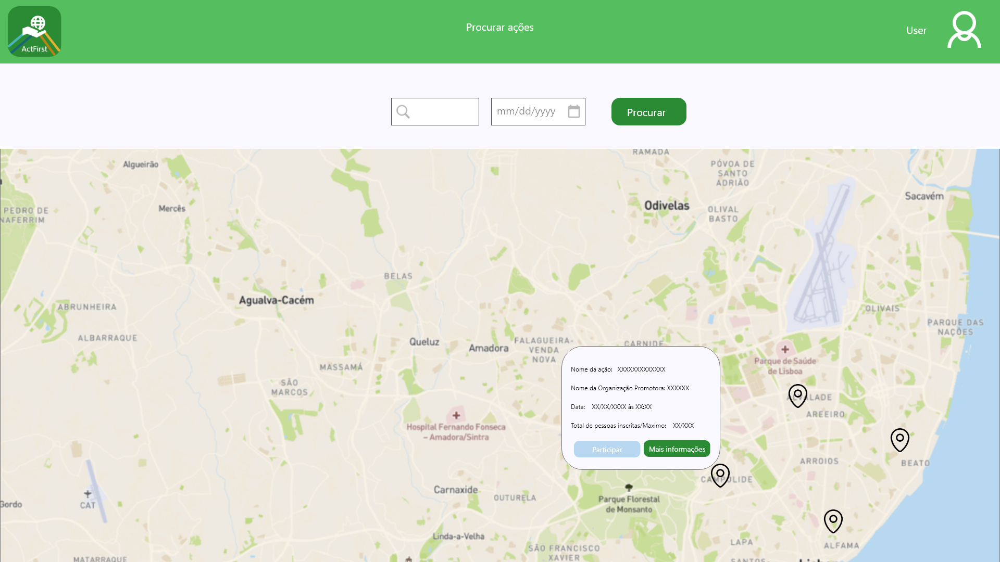 ActFirst
Procurar ações
User
mm/dd/yyyy
Procurar
RAMADA
Algueirão
PÓVOA DE
SANTO
ADRIÃO
Sacavém
Mercês
Odivelas
PEDRO DE
NAFERRIM
OLIVAL
BASTO
BELAS
Agualva-Cacém
ABRUNHEIRA
OLIVAIS
PARQUE DAS
NAÇÕES
ALBARRAQUE
Queluz
Amadora
FALAGUEIRA-
VENDA
NOVA
CARNIDE
Parque de Saúde
de Lisboa
MASSAMÁ
Nome da ação: XXXXXXXXXXXXX
Nome da Organização Promotora: XXXXXX
Data: XX/XX/XXXX às XX:XX
Total de pessoas inscritas/Maximo: XX/XXX
Participar
Mais informações
SÃO
MARCOS
ALVALADE
AREEIRO
Hospital Fernando Fonseca
– Amadora/Sintra
ARROIOS
BEATO
CAMPOLIDE
Carnaxide
OUTURELA
Parque Florestal
de Monsanto
Gordo
CAT
Linda-a-Velha
LAPA
ALFAMA
SÃO FRANCISCO
XAVIER
MATARRAQUE
SANTOS